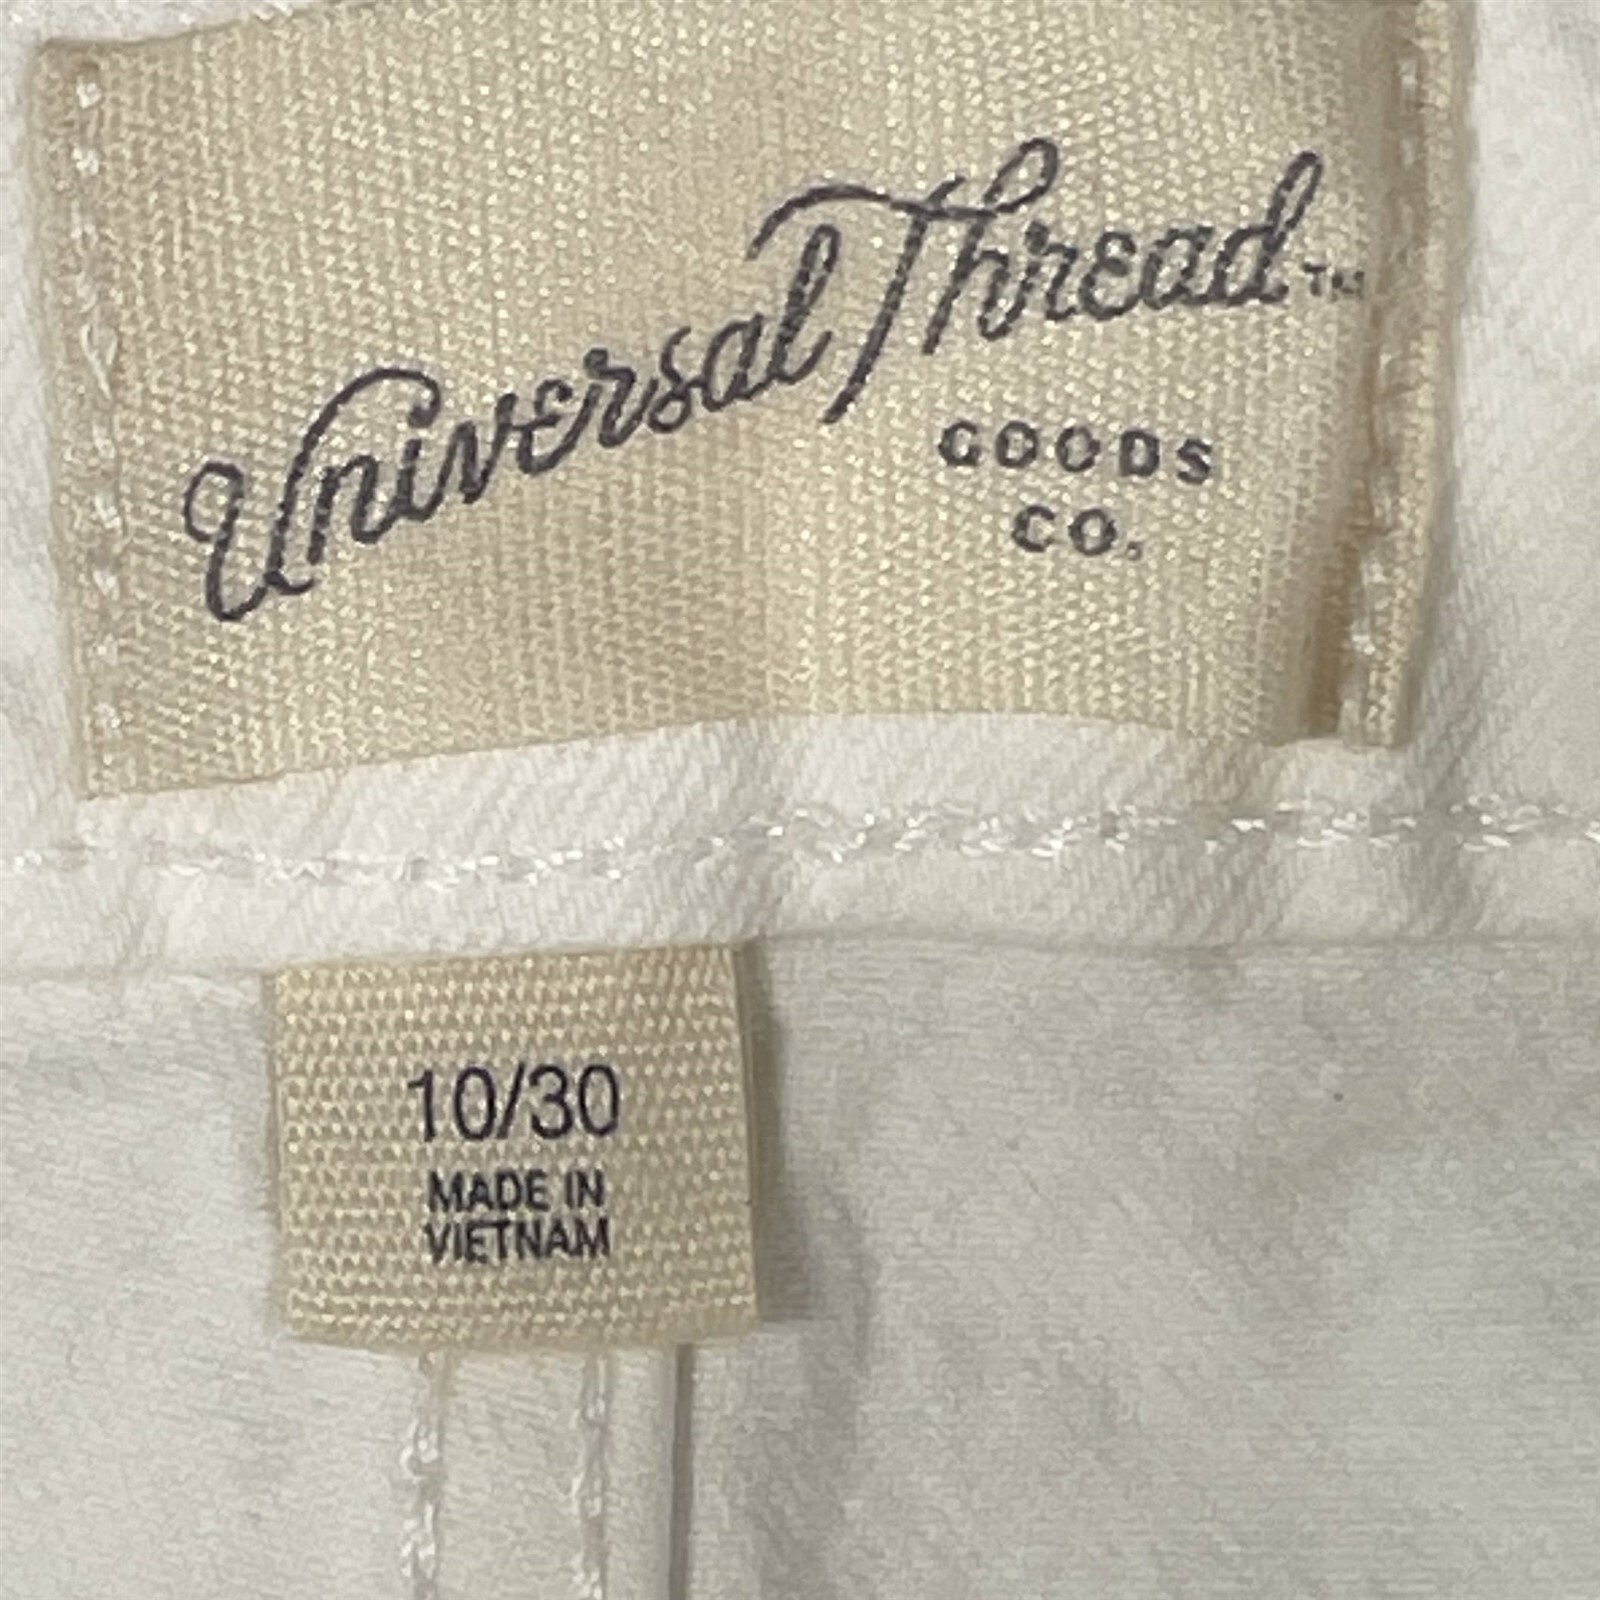 Universal Thread™
GOODS
CO.
10/30
MADE IN
VIETNAM